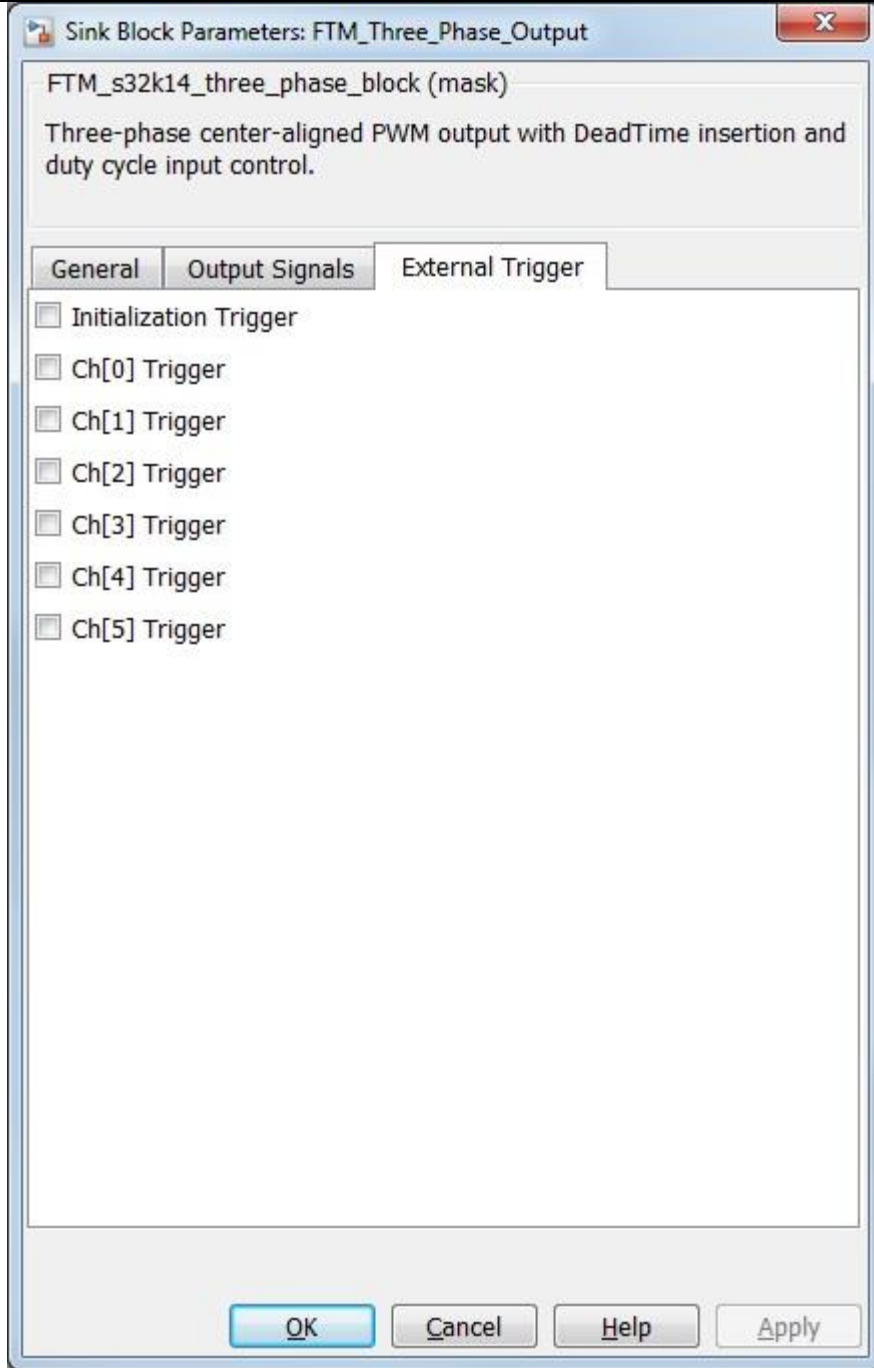 Sink Block Parameters: FTM_Three_Phase_Output
FTM_s32k14_three_phase_block (mask)
Three-phase center-aligned PWM output with DeadTime insertion and
duty cycle input control.
General Output Signals External Trigger
Initialization Trigger
Ch[0] Trigger
Ch[1] Trigger
Ch[2] Trigger
Ch[3] Trigger
Ch[4] Trigger
Ch[5] Trigger
OK Cancel Help Apply